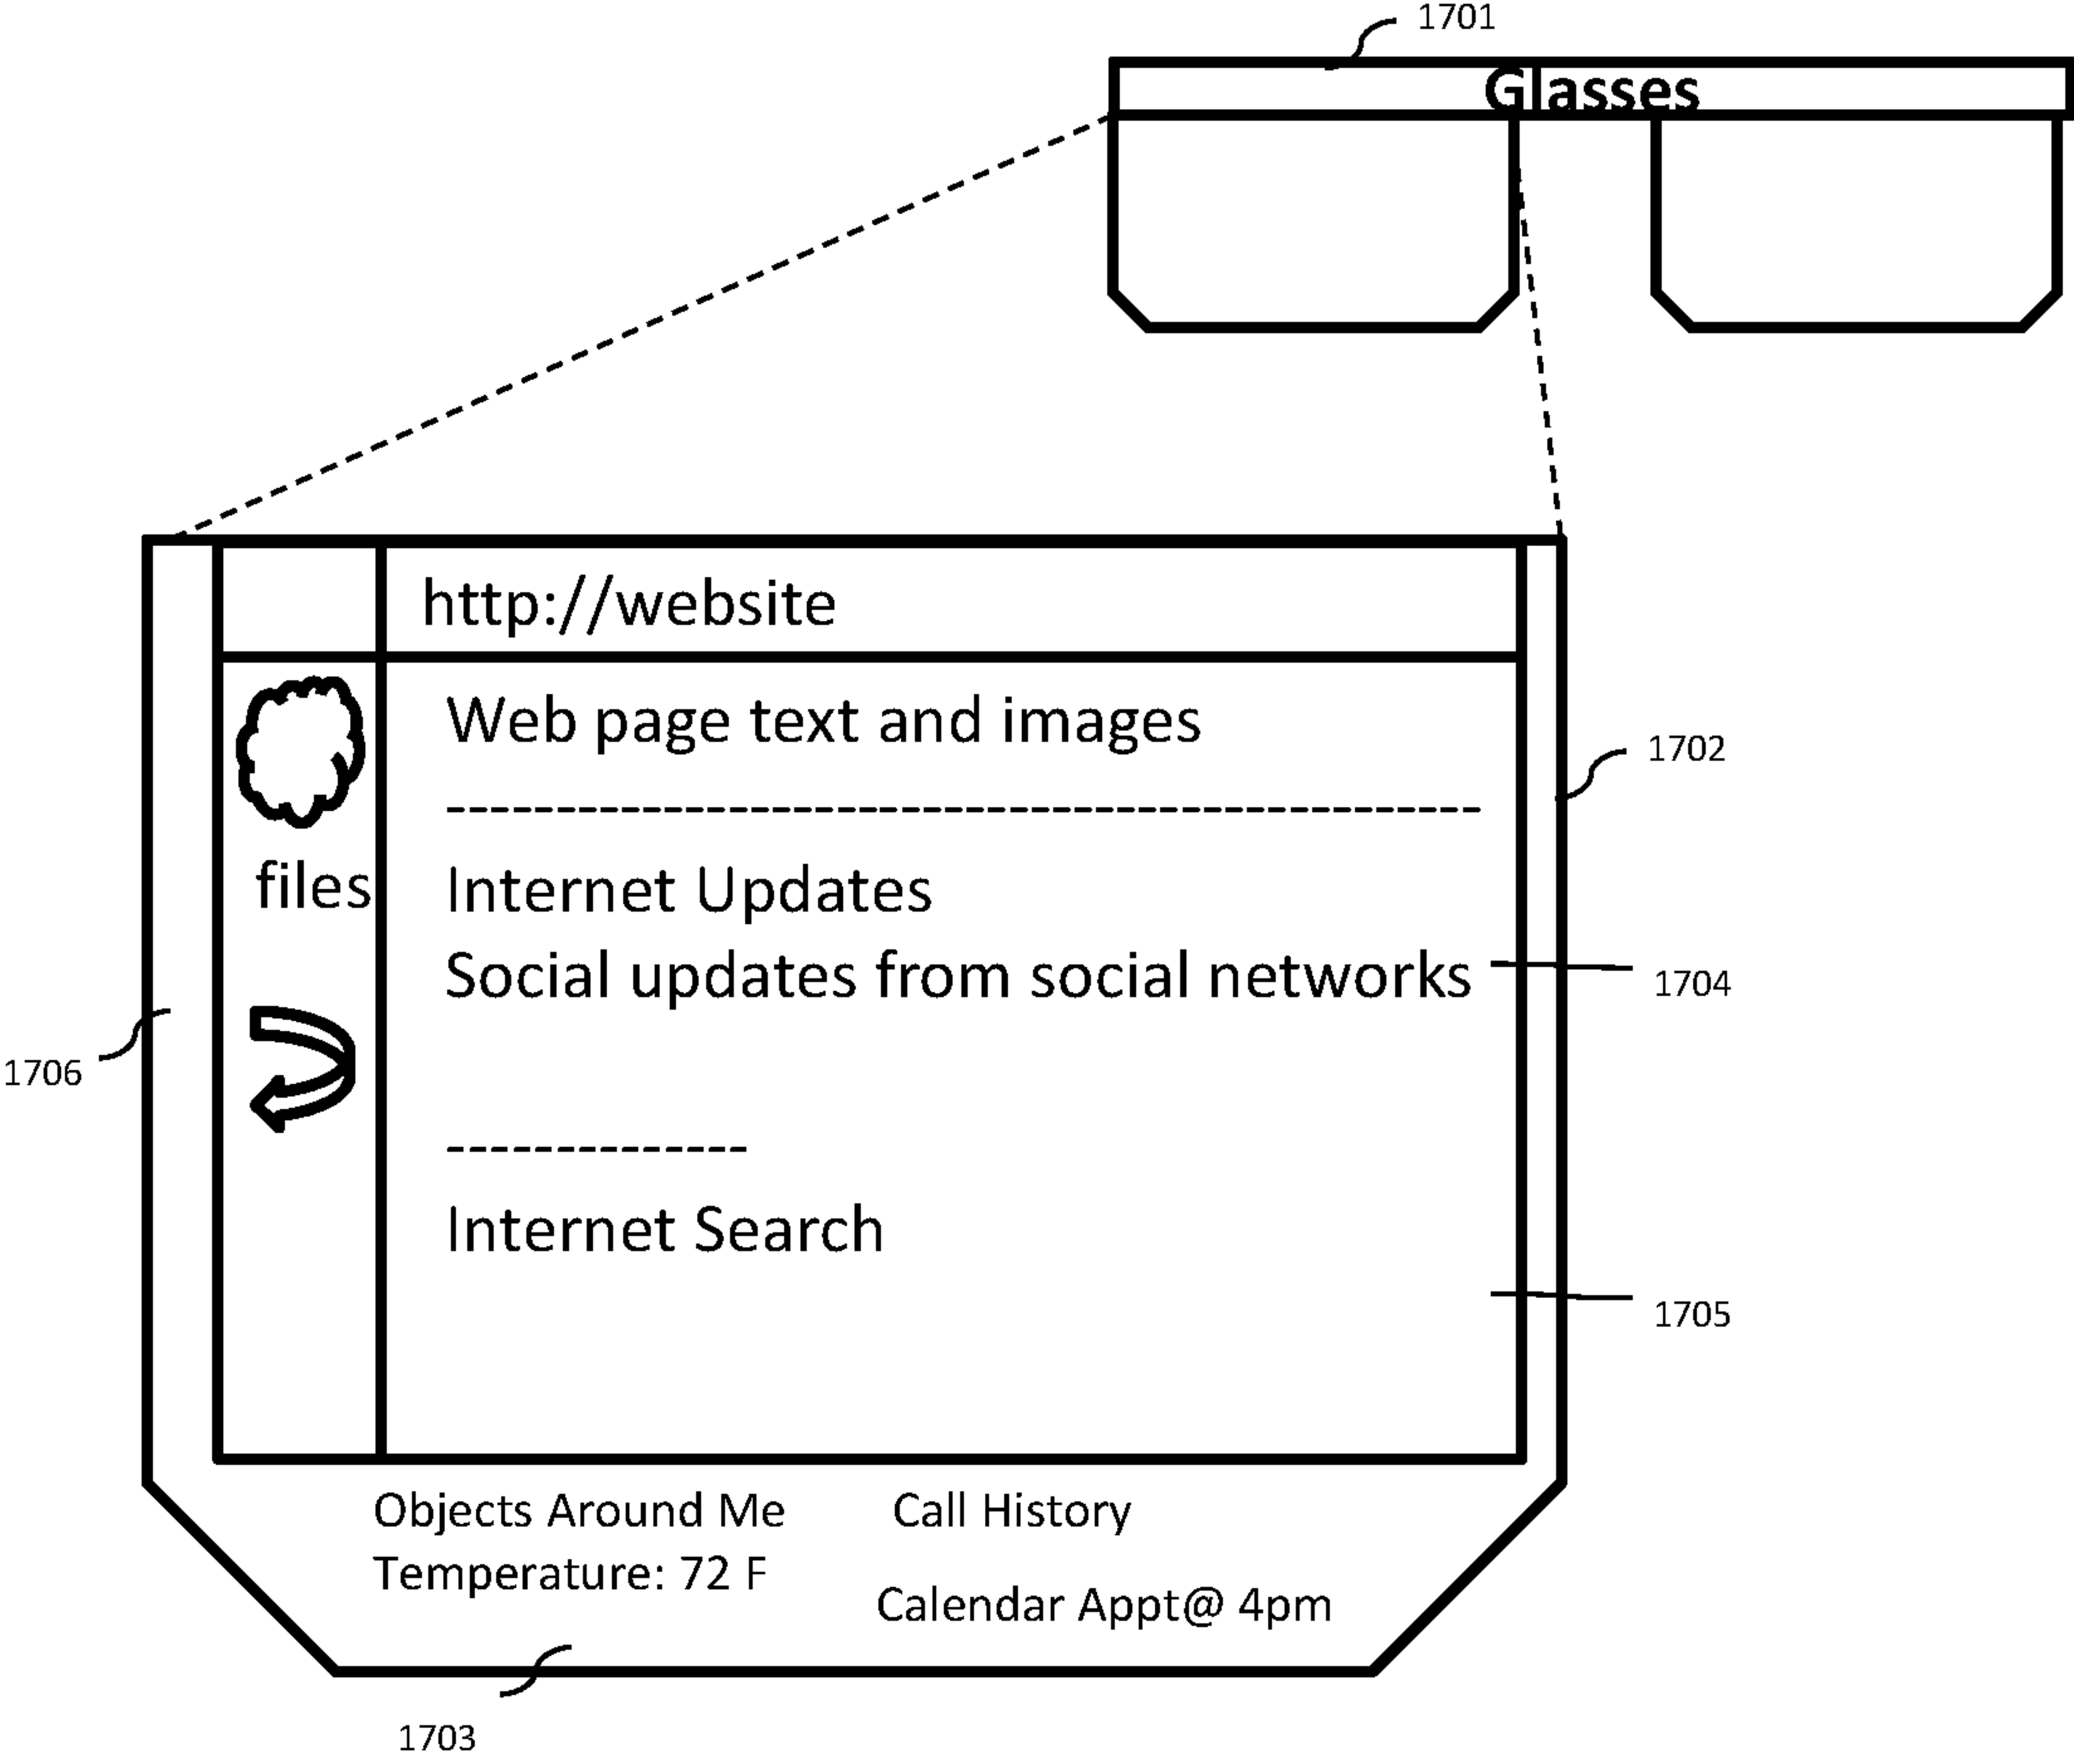 1701
Glasses
http://website
Web page text and images
1702
-----------------------------------------------
files
Internet Updates
Social updates from social networks
1704
1706
--------------
Internet Search
1705
Objects Around Me
Call History
Temperature: 72 F
Calendar Appt@ 4pm
1703